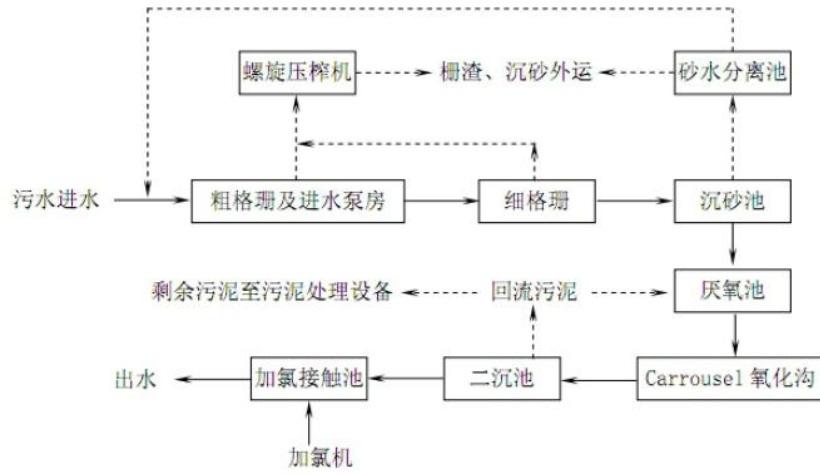 螺旋压榨机
栅渣、沉砂外运
砂水分离池
污水进水
粗格珊及进水泵房
细格珊
沉砂池
剩余污泥至污泥处理设备
回流污泥
厌氧池
出水
加氯接触池
二沉池
Carrousel 氧化沟
加氯机